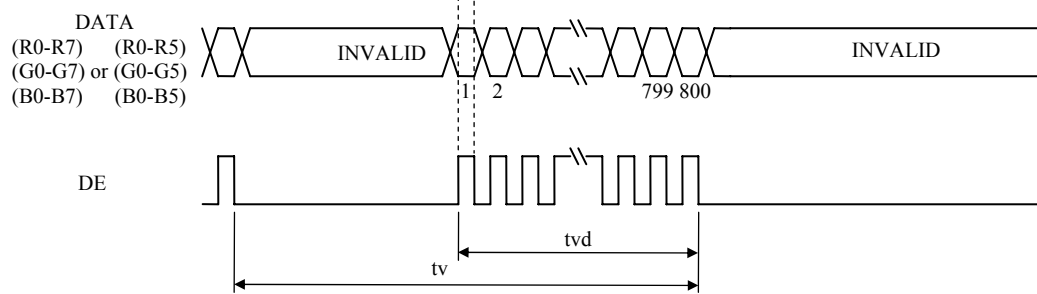 DATA
(R0-R7) (R0-R5)
(G0-G7) or (G0-G5)
(B0-B7) (B0-B5)
INVALID
INVALID
1 2 799 800
DE
tvd
tv